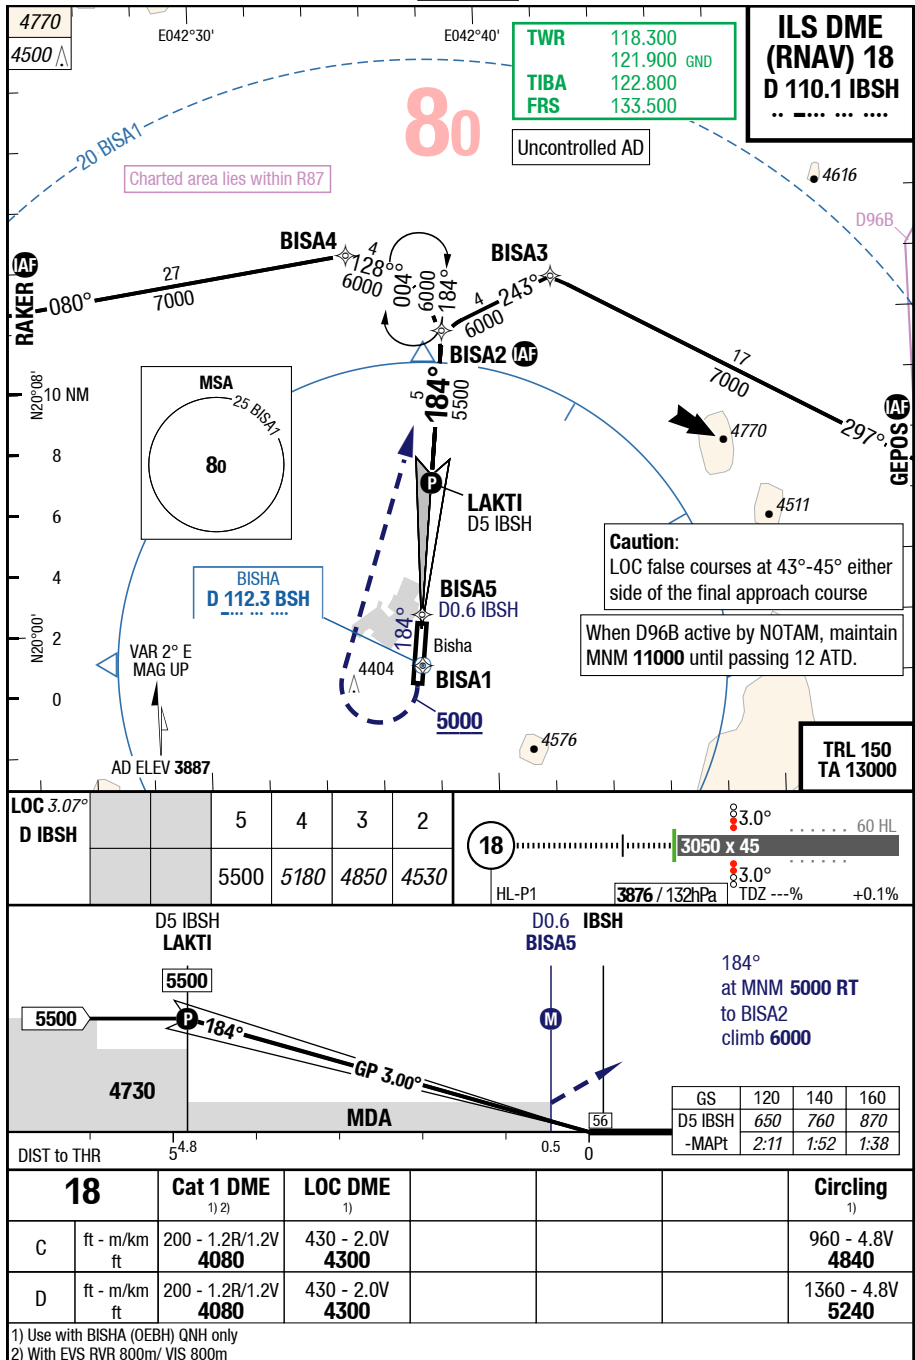 4770
4500
E042°30'
E042°40'
TWR 118.300
121.900 GND
TIBA 122.800
FRS 133.500
ILS DME
(RNAV) 18
D 110.1 IBSH
80
Uncontrolled AD
20 BISA1
Charted area lies within R87
4616
D96B
BISA4
BISA3
IAF
RAKER
080°
27
7000
4
128°
6000
004°
6000
184°
4
243°
6000
BISA2 IAF
17
7000
297°
IAF
GEPOS
N20°08'
10 NM
MSA
25 BISA1
80
5
184°
5500
4770
8
P
LAKTI
D5 IBSH
4511
6
Caution:
LOC false courses at 43°-45° either
side of the final approach course
4
BISHA
D 112.3 BSH
BISA5
D0.6 IBSH
184°
When D96B active by NOTAM, maintain
MNM 11000 until passing 12 ATD.
N20°00'
2
Bisha
VAR 2° E
MAG UP
4404
BISA1
0
5000
4576
AD ELEV 3887
TRL 150
TA 13000
LOC 3.07°
D IBSH
5 4 3 2
5500 5180 4850 4530
18
3.0°
60 HL
3050 x 45
3.0°
HL-P1
3876 / 132hPa
TDZ ---% +0.1%
D5 IBSH
LAKTI
D0.6 IBSH
BISA5
5500
5500
P
184°
GP 3.00°
M
184°
at MNM 5000 RT
to BISA2
climb 6000
4730
MDA
56
GS 120 140 160
D5 IBSH 650 760 870
-MAPt 2:11 1:52 1:38
DIST to THR
5 4.8
0.5
0
18 Cat 1 DME LOC DME Circling
1) 2) 1) 1)
C ft - m/km 200 - 1.2R/1.2V 430 - 2.0V 960 - 4.8V
ft 4080 4300 4840
D ft - m/km 200 - 1.2R/1.2V 430 - 2.0V 1360 - 4.8V
ft 4080 4300 5240
1) Use with BISHA (OEBH) QNH only
2) With EVS RVR 800m/ VIS 800m